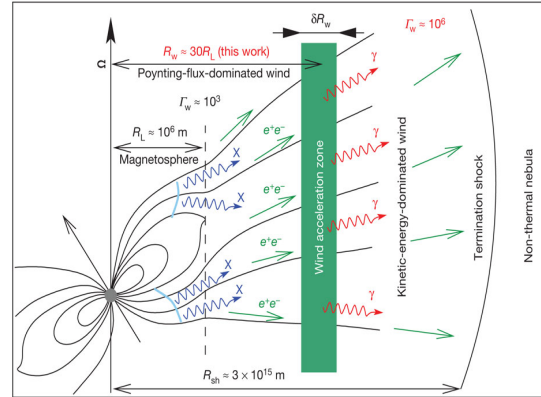 δR_w
Γ_w ≈ 10^6
Ω
R_w ≈ 30R_L (this work)
Poynting-flux-dominated wind
Γ_w ≈ 10^3
R_L ≈ 10^6 m
Magnetosphere
γ
e⁺e⁻
X
X
γ
e⁺e⁻
γ
e⁺e⁻
X
X
e⁺e⁻
γ
Wind acceleration zone
Kinetic-energy-dominated wind
Termination shock
Non-thermal nebula
R_sh ≈ 3 × 10^15 m